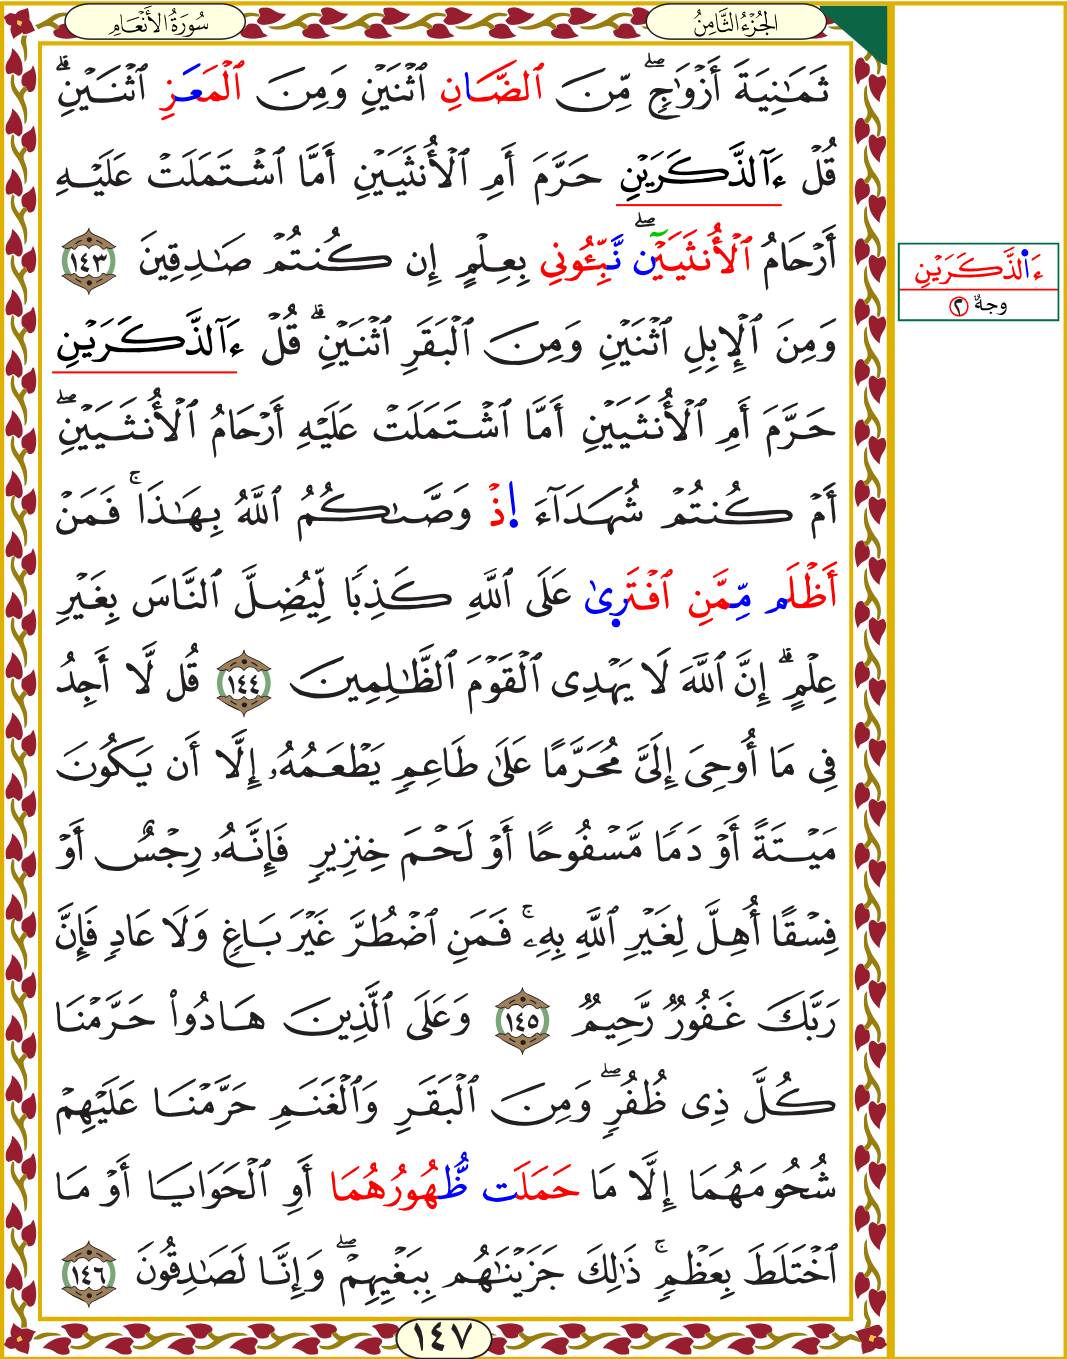 الجُزْءُ الثَّامِنُ
سُورَةُ الأَنْعَامِ
ثَمَٰنِيَةَ أَزْوَٰجٖۖ مِّنَ ٱلضَّانِ ٱثْنَيْنِ وَمِنَ ٱلْمَعَزِ ٱثْنَيْنِۗ
قُلْ ءَآلذَّكَرَيْنِ حَرَّمَ أَمِ ٱلْأُنثَيَيْنِ أَمَّا ٱشْتَمَلَتْ عَلَيْهِ
أَرْحَامُ ٱلْأُنثَيَيْنۖ نَّبِّـُٔونِي بِعِلْمٍ إِن كُنتُمْ صَٰدِقِينَ ١٤٣
وَمِنَ ٱلْإِبِلِ ٱثْنَيْنِ وَمِنَ ٱلْبَقَرِ ٱثْنَيْنِۗ قُلْ ءَآلذَّكَرَيْنِ
حَرَّمَ أَمِ ٱلْأُنثَيَيْنِ أَمَّا ٱشْتَمَلَتْ عَلَيْهِ أَرْحَامُ ٱلْأُنثَيَيْنِۖ
أَمْ كُنتُمْ شُهَدَآءَ إِذْ وَصَّىٰكُمُ ٱللَّهُ بِهَٰذَاۚ فَمَنْ
أَظْلَم مِّمَّنِ ٱفْتَرىٰ عَلَى ٱللَّهِ كَذِبٗا لِّيُضِلَّ ٱلنَّاسَ بِغَيْرِ
عِلْمٍۗ إِنَّ ٱللَّهَ لَا يَهْدِى ٱلْقَوْمَ ٱلظَّٰلِمِينَ ١٤٤ قُل لَّا أَجِدُ
فِى مَا أُوحِىَ إِلَىَّ مُحَرَّمًا عَلَىٰ طَاعِمٖ يَطْعَمُهُۥ إِلَّا أَن يَكُونَ
مَيْتَةً أَوْ دَمٗا مَّسْفُوحًا أَوْ لَحْمَ خِنزِيرٖ فَإِنَّهُۥ رِجْسٌ أَوْ
فِسْقًا أُهِلَّ لِغَيْرِ ٱللَّهِ بِهِۦۚ فَمَنِ ٱضْطُرَّ غَيْرَ بَاغٖ وَلَا عَادٖ فَإِنَّ
رَبَّكَ غَفُورٞ رَّحِيمٞ ١٤٥ وَعَلَى ٱلَّذِينَ هَادُوا۟ حَرَّمْنَا
كُلَّ ذِى ظُفُرٖۖ وَمِنَ ٱلْبَقَرِ وَٱلْغَنَمِ حَرَّمْنَا عَلَيْهِمْ
شُحُومَهُمَا إِلَّا مَا حَمَلَت ظُّهُورُهُمَا أَوِ ٱلْحَوَايَا أَوْ مَا
ٱخْتَلَطَ بِعَظْمٖۚ ذَٰلِكَ جَزَيْنَٰهُم بِبَغْيِهِمْۖ وَإِنَّا لَصَٰدِقُونَ ١٤٦
ءَا۬لذَّكَرَيْنِ
وجهٌ ٢
١٤٧